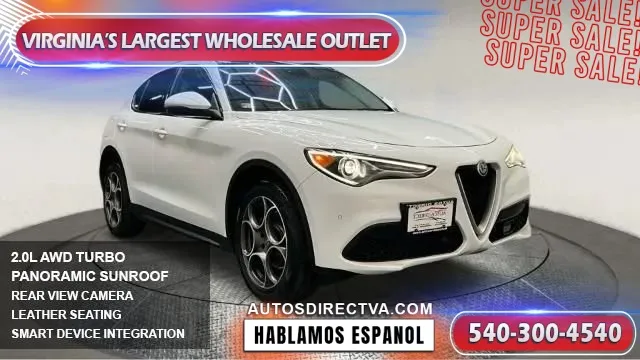 VIRGINIA'S LARGEST WHOLESALE OUTLET
SUPER SALE!
SUPER SALE!
SUPER SALE!
2.0L AWD TURBO
PANORAMIC SUNROOF
REAR VIEW CAMERA
LEATHER SEATING
SMART DEVICE INTEGRATION
AUTOSDIRECTVA.COM
HABLAMOS ESPANOL
540-300-4540